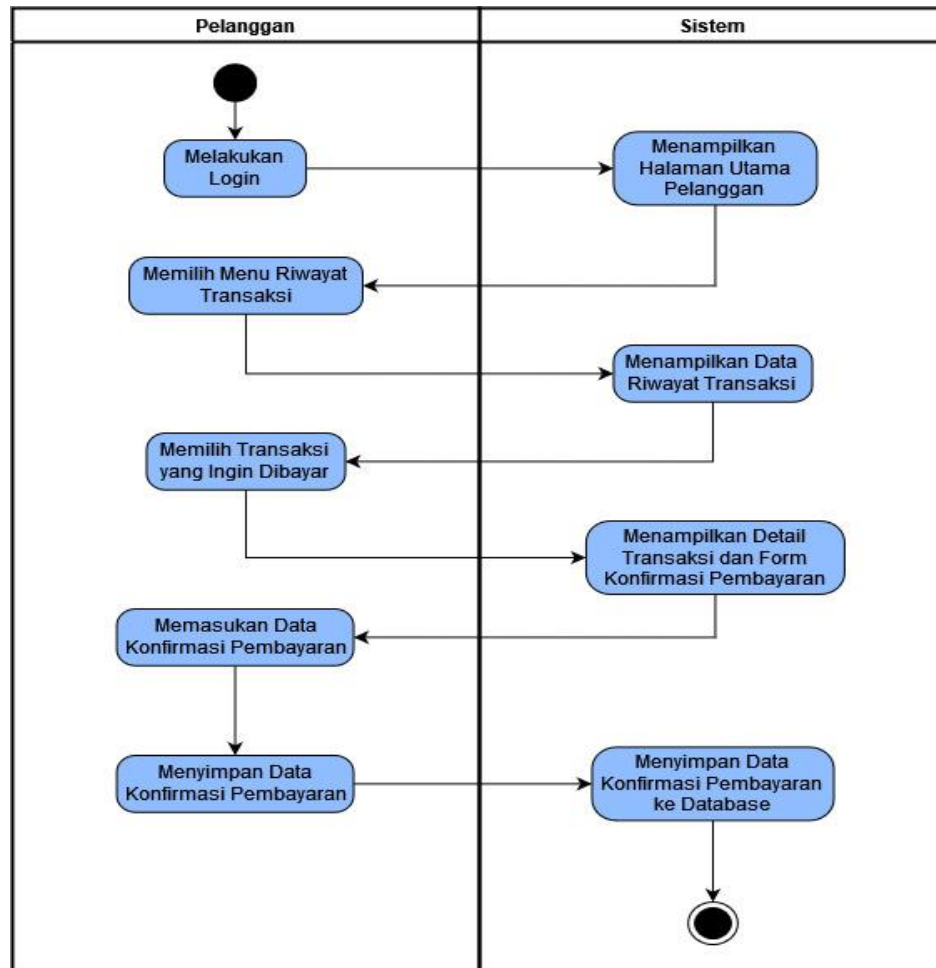 Pelanggan
Sistem
Melakukan
Login
Menampilkan
Halaman Utama
Pelanggan
Memilih Menu Riwayat
Transaksi
Menampilkan Data
Riwayat Transaksi
Memilih Transaksi
yang Ingin Dibayar
Menampilkan Detail
Transaksi dan Form
Konfirmasi Pembayaran
Memasukan Data
Konfirmasi Pembayaran
Menyimpan Data
Konfirmasi Pembayaran
Menyimpan Data
Konfirmasi Pembayaran
ke Database